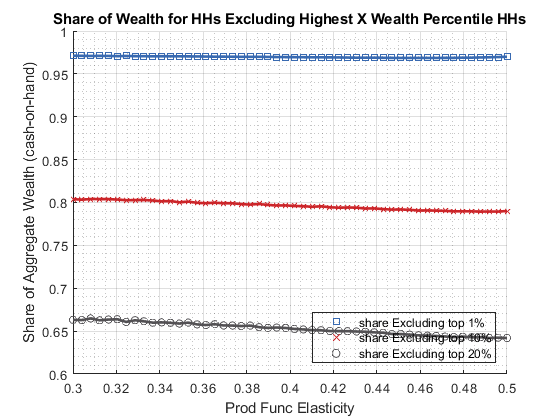 Share of Wealth for HHs Excluding Highest X Wealth Percentile HHs
Share of Aggregate Wealth (cash-on-hand)
1
0.95
0.9
0.85
0.8
0.75
0.7
0.65
0.6
share Excluding top 1%
share Excluding top 10%
share Excluding top 20%
0.3 0.32 0.34 0.36 0.38 0.4 0.42 0.44 0.46 0.48 0.5
Prod Func Elasticity